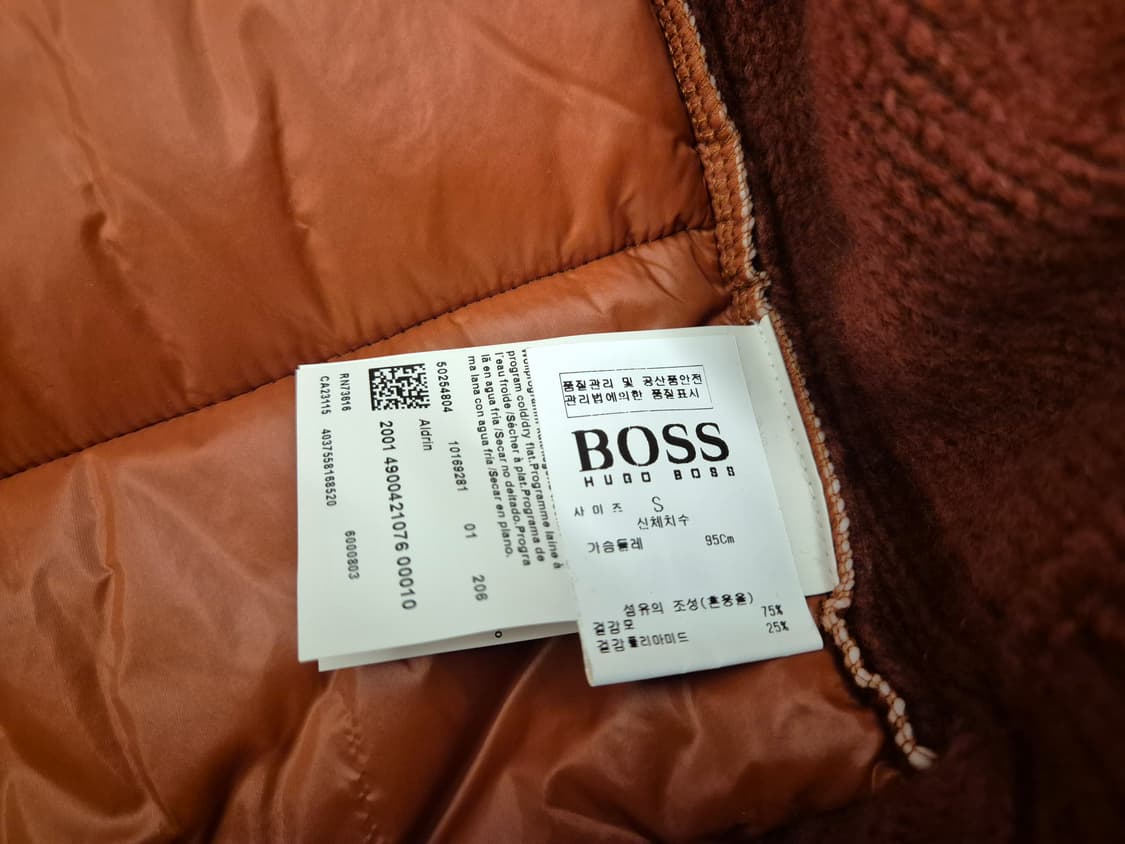 품질관리 및 공산품안전
관리법에의한 품질표시
BOSS
HUGO BOSS
사이즈 S
신체치수
가슴둘레 95Cm
섬유의 조성(혼용율)
겉감모 75%
겉감폴리아미드 25%
program cold/dry flat.Programme laine à
l'eau froide /Sécher à plat.Programa de
lã en agua fria /Secar no deitado.Progra
ma lana con agua fría /Secar en plano.
50254804 10169281 01 206
Aldrin
2001 4900421076 00010
RN73616
CA23115 4037558168520 6000803